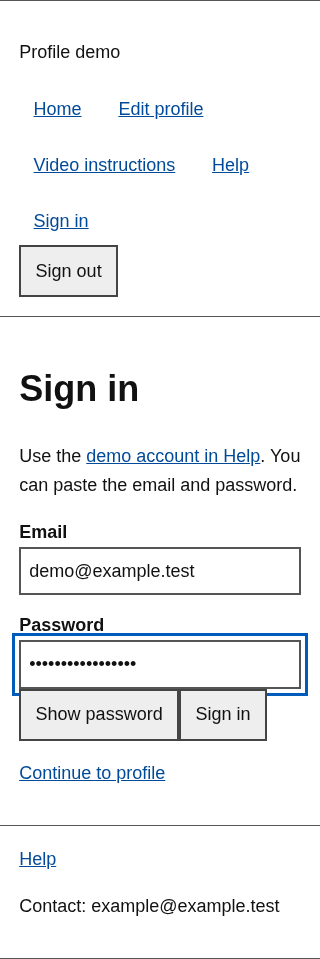 Profile demo
Home Edit profile
Video instructions Help
Sign in
Sign out
Sign in
Use the demo account in Help. You
can paste the email and password.
Email
demo@example.test
Password
•••••••••••••••••
Show password Sign in
Continue to profile
Help
Contact: example@example.test